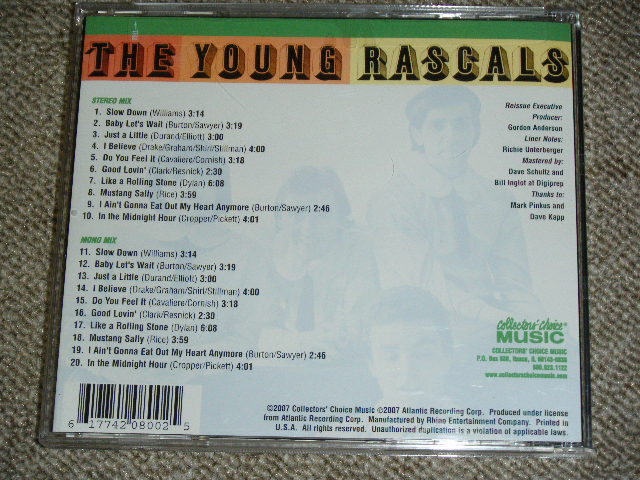 THE YOUNG RASCALS
STEREO MIX
1. Slow Down (Williams) 3:14
2. Baby Let's Wait (Burton/Sawyer) 3:19
3. Just a Little (Durand/Elliott) 3:00
4. I Believe (Drake/Graham/Shirl/Stillman) 4:00
5. Do You Feel It (Cavaliere/Cornish) 3:18
6. Good Lovin' (Clark/Resnick) 2:30
7. Like a Rolling Stone (Dylan) 6:08
8. Mustang Sally (Rice) 3:59
9. I Ain't Gonna Eat Out My Heart Anymore (Burton/Sawyer) 2:46
10. In the Midnight Hour (Cropper/Pickett) 4:01
MONO MIX
11. Slow Down (Williams) 3:14
12. Baby Let's Wait (Burton/Sawyer) 3:19
13. Just a Little (Durand/Elliott) 3:00
14. I Believe (Drake/Graham/Shirl/Stillman) 4:00
15. Do You Feel It (Cavaliere/Cornish) 3:18
16. Good Lovin' (Clark/Resnick) 2:30
17. Like a Rolling Stone (Dylan) 6:08
18. Mustang Sally (Rice) 3:59
19. I Ain't Gonna Eat Out My Heart Anymore (Burton/Sawyer) 2:46
20. In the Midnight Hour (Cropper/Pickett) 4:01
Reissue Executive
Producer:
Gordon Anderson
Liner Notes:
Richie Unterberger
Mastered by:
Dave Schultz and
Bill Inglot at Digiprep
Thanks to:
Mark Pinkus and
Dave Kapp
Collectors' Choice®
MUSIC
COLLECTORS' CHOICE MUSIC
P.O. Box 838, Itasca, IL 60143-0838
800.923.1122
collectorschoicemusic.com
6 17742 08002 5
©2007 Collectors' Choice Music ℗2007 Atlantic Recording Corp. Produced under license
from Atlantic Recording Corp. Manufactured by Rhino Entertainment Company. Printed in
U.S.A. All rights reserved. Unauthorized duplication is a violation of applicable laws.